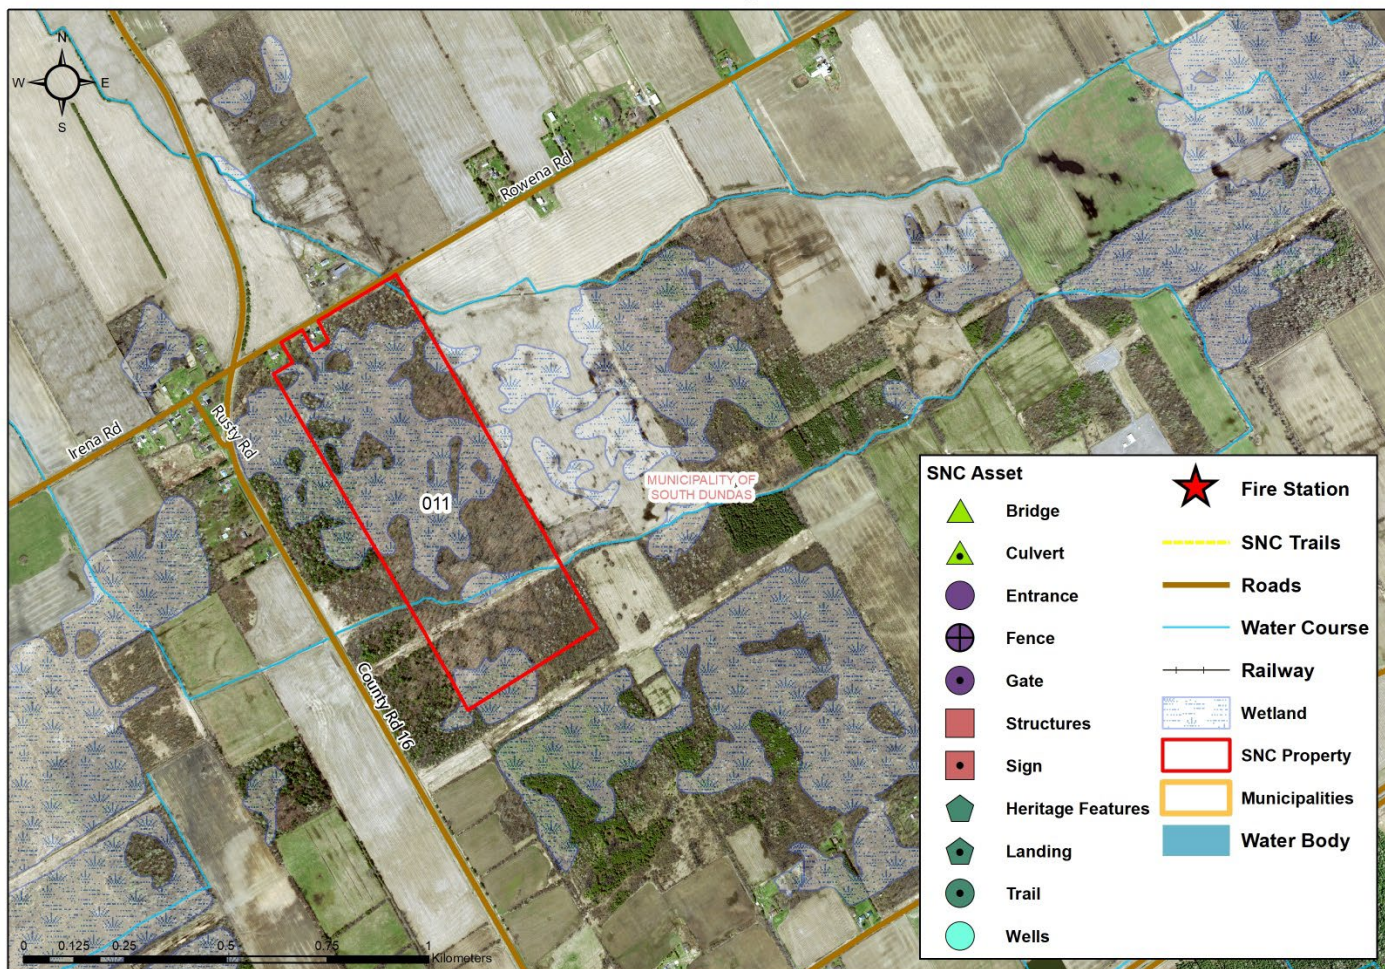 N
W
E
S
Rowena Rd
Irena Rd
Rusty Rd
011
MUNICIPALITY OF
SOUTH DUNDAS
County Rd 16
0
0.125
0.25
0.5
0.75
1
Kilometers
SNC Asset
Bridge
Culvert
Entrance
Fence
Gate
Structures
Sign
Heritage Features
Landing
Trail
Wells
Fire Station
SNC Trails
Roads
Water Course
Railway
Wetland
SNC Property
Municipalities
Water Body